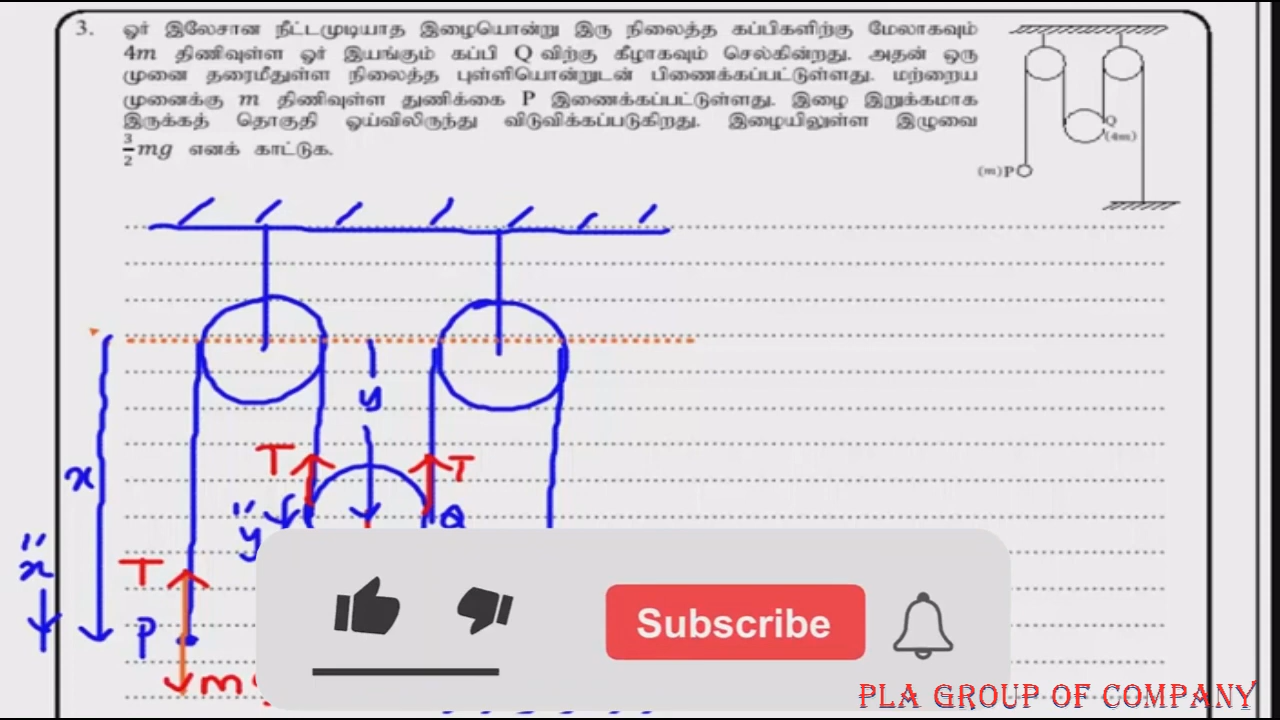 3. ஓர் இலேசான நீட்டமுடியாத இழையொன்று இரு நிலைத்த கப்பிகளிற்கு மேலாகவும்
4m திணிவுள்ள ஓர் இயங்கும் கப்பி Q விற்கு கீழாகவும் செல்கின்றது. அதன் ஒரு
முனை தரைமீதுள்ள நிலைத்த புள்ளியொன்றுடன் பிணைக்கப்பட்டுள்ளது. மற்றைய
முனைக்கு m திணிவுள்ள துணிக்கை P இணைக்கப்பட்டுள்ளது. இழை இறுக்கமாக
இருக்கத் தொகுதி ஓய்விலிருந்து விடுவிக்கப்படுகிறது. இழையிலுள்ள இழுவை
3/2 mg எனக் காட்டுக.
Q
(4m)
(m)P
y
T T
x
ÿ Q
ẍ
T
P
m
Subscribe
PLA GROUP OF COMPANY